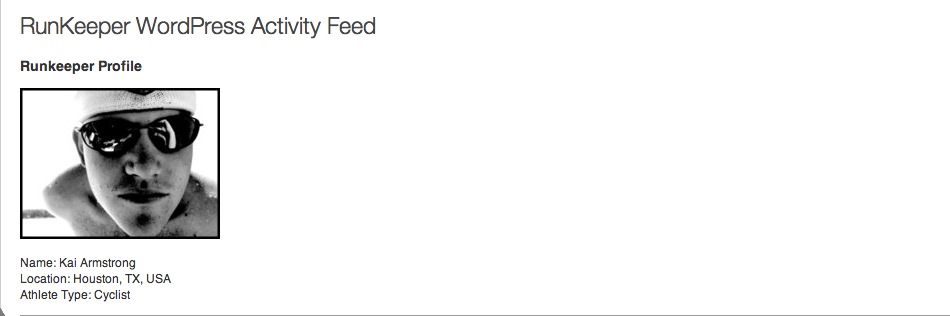 RunKeeper WordPress Activity Feed
Runkeeper Profile
Name: Kai Armstrong
Location: Houston, TX, USA
Athlete Type: Cyclist